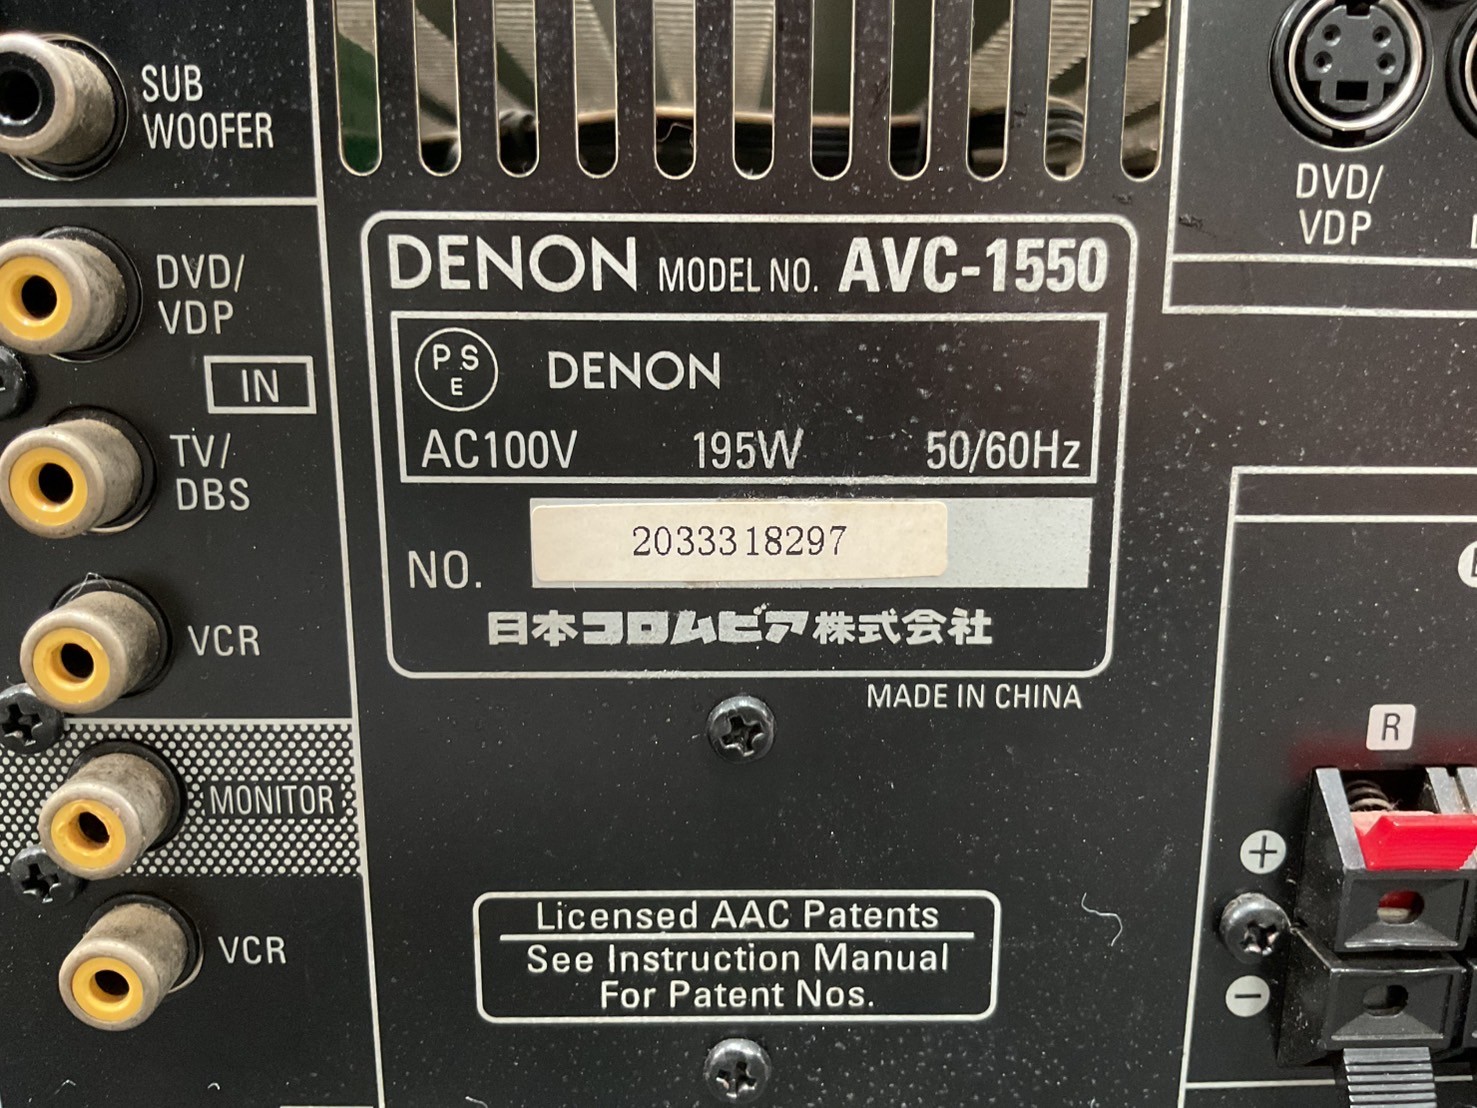 SUB
WOOFER
DVD/
VDP
IN
TV/
DBS
VCR
MONITOR
VCR
DENON MODEL NO. AVC-1550
PSE DENON
AC100V 195W 50/60Hz
NO. 2033318297
日本コロムビア株式会社
MADE IN CHINA
Licensed AAC Patents
See Instruction Manual
For Patent Nos.
DVD/
VDP
R
+
−